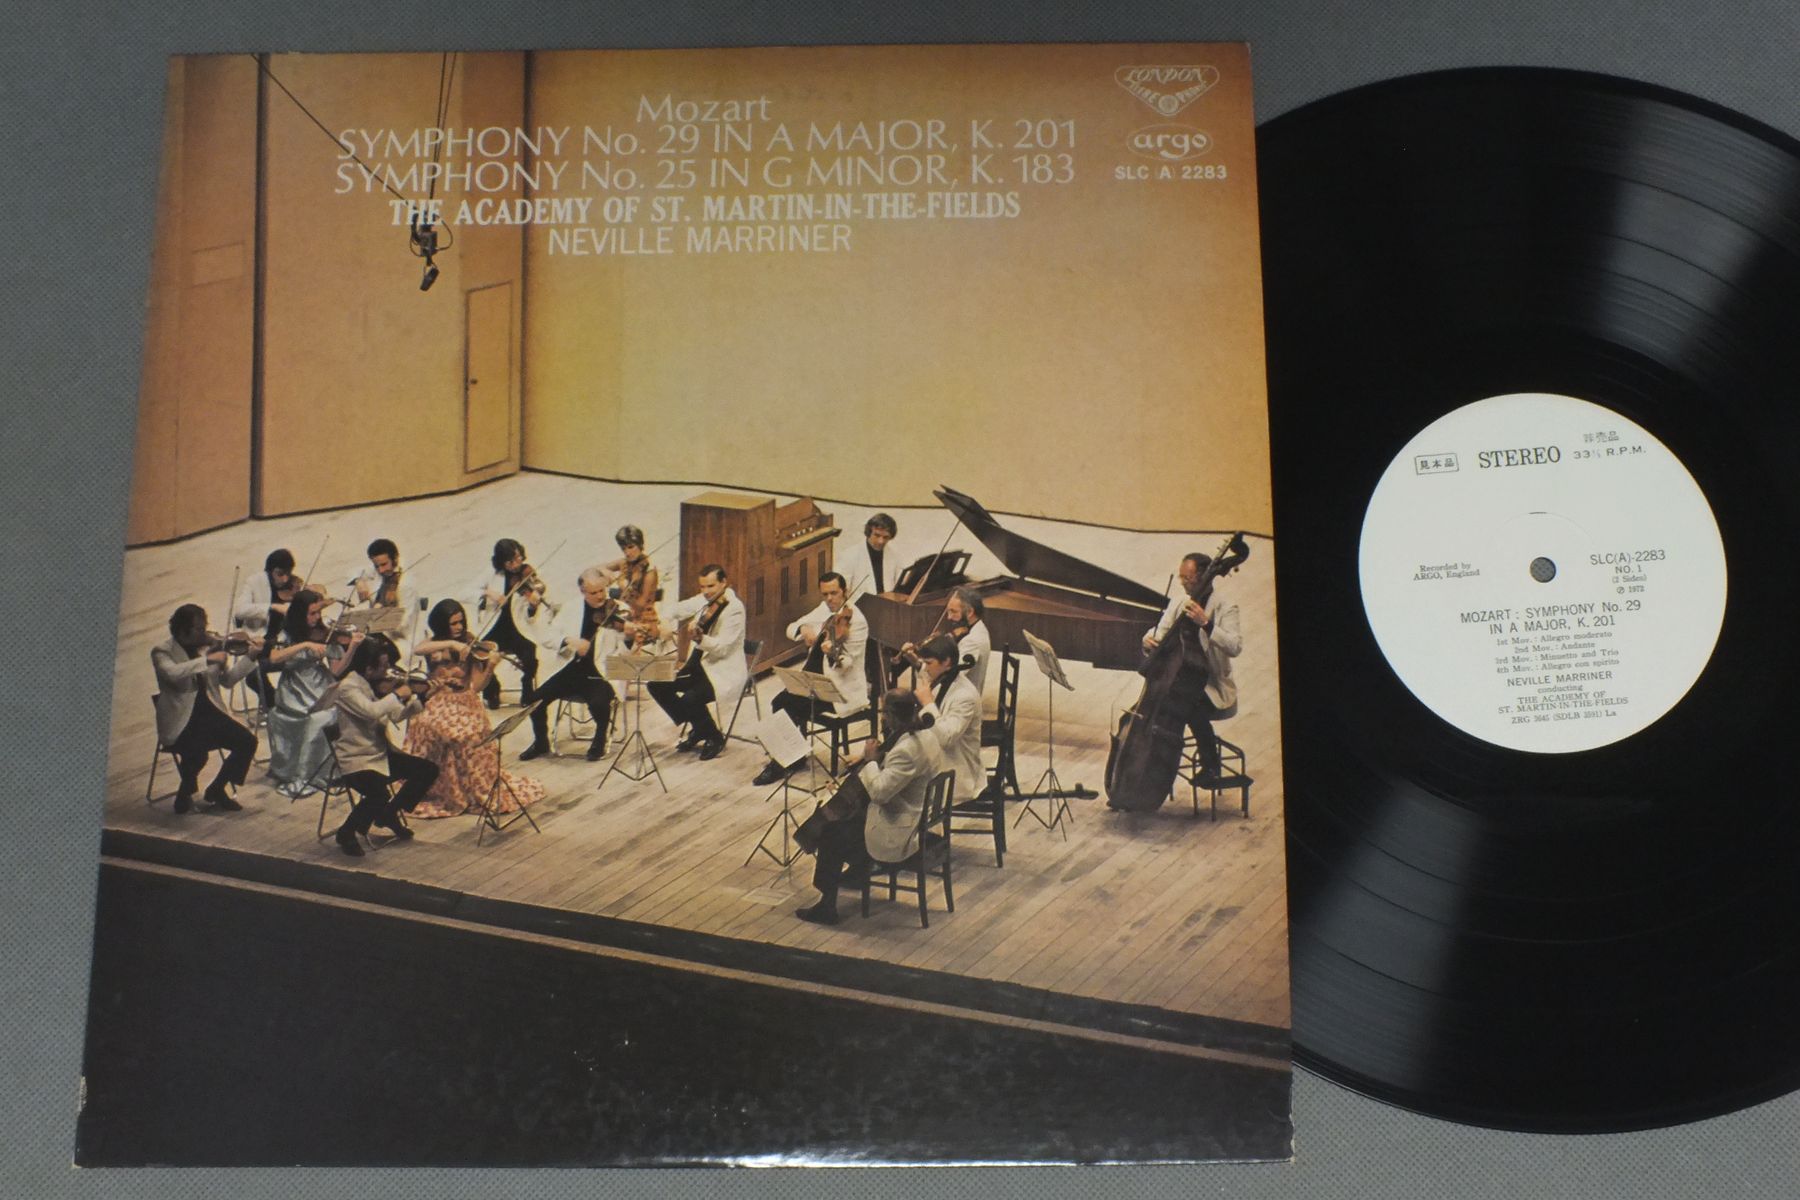 Mozart
SYMPHONY No. 29 IN A MAJOR, K. 201
SYMPHONY No. 25 IN G MINOR, K. 183
THE ACADEMY OF ST. MARTIN-IN-THE-FIELDS
NEVILLE MARRINER
LONDON
argo
SLC (A) 2283
非売品
見本品 STEREO 33⅓ R.P.M.
Recorded by
ARGO, England
SLC(A)-2283
NO. 1
(2 Sides)
℗ 1972
MOZART : SYMPHONY No. 29
IN A MAJOR, K. 201
1st Mov. : Allegro moderato
2nd Mov. : Andante
3rd Mov. : Minuetto and Trio
4th Mov. : Allegro con spirito
NEVILLE MARRINER
conducting
THE ACADEMY OF
ST. MARTIN-IN-THE-FIELDS